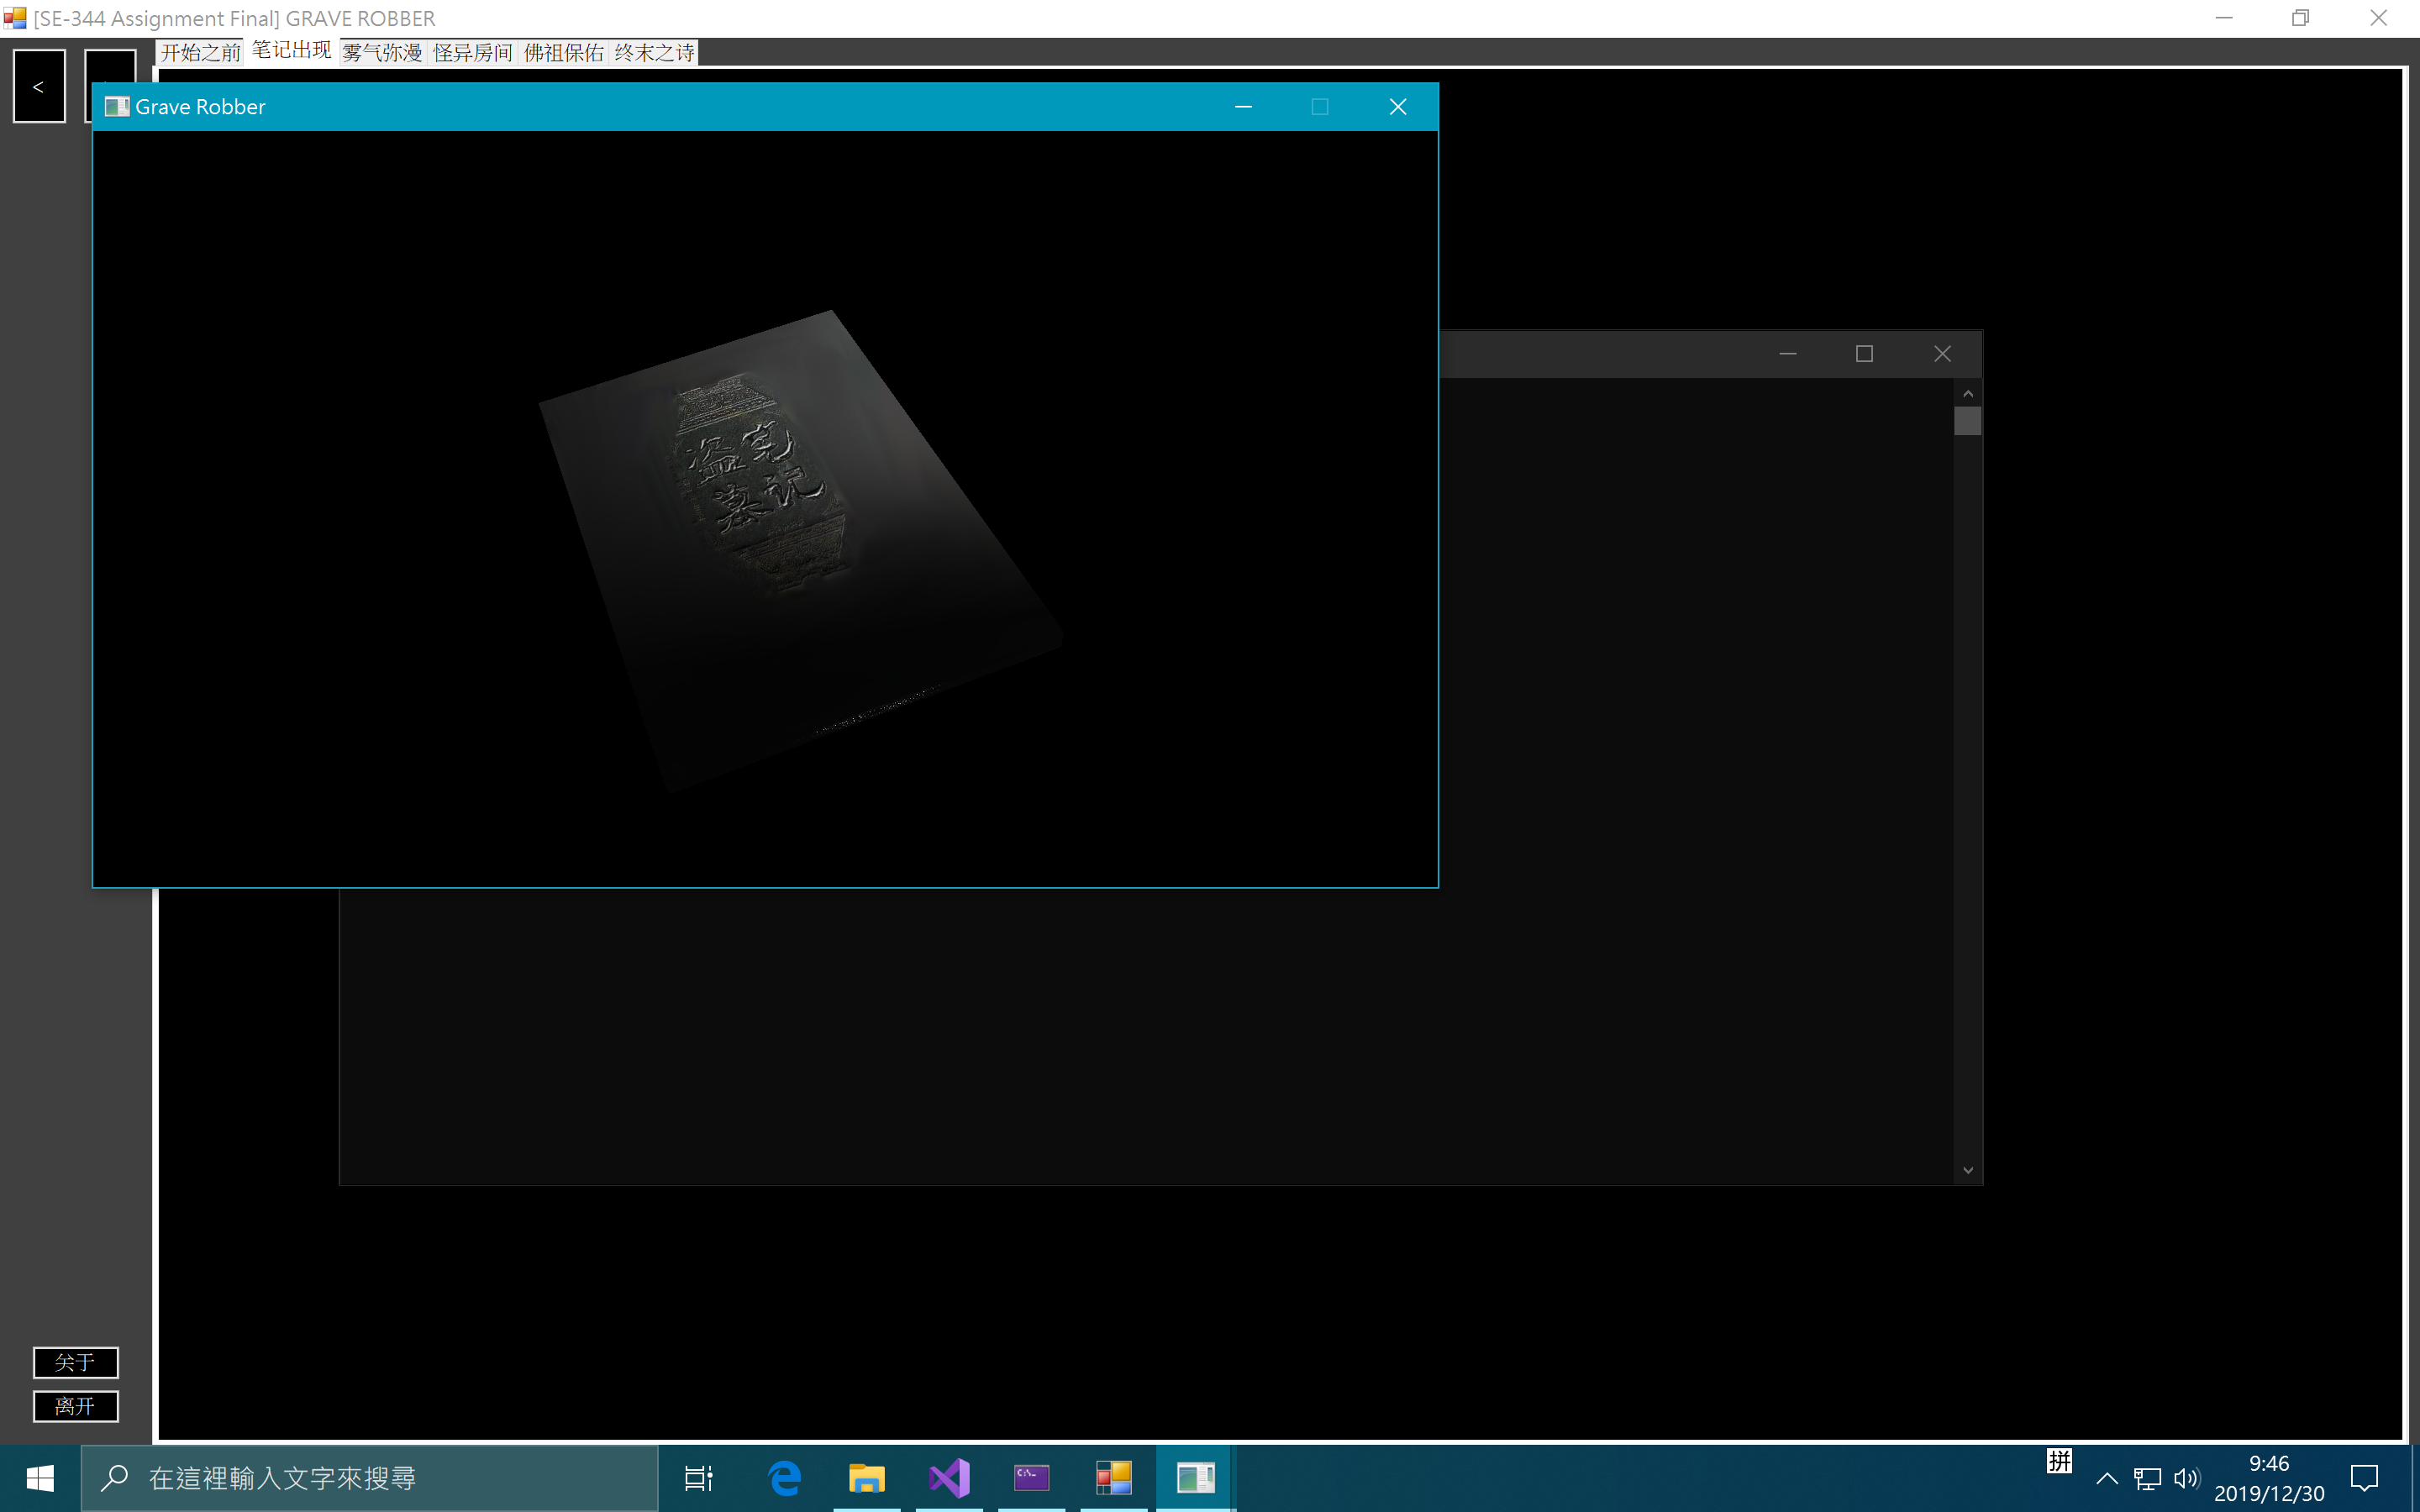 [SE-344 Assignment Final] GRAVE ROBBER
<
开始之前
笔记出现
雾气弥漫
怪异房间
佛祖保佑
终末之诗
Grave Robber
盗墓
笔记
关于
离开
在這裡輸入文字來搜尋
C:\_
拼
9:46
2019/12/30